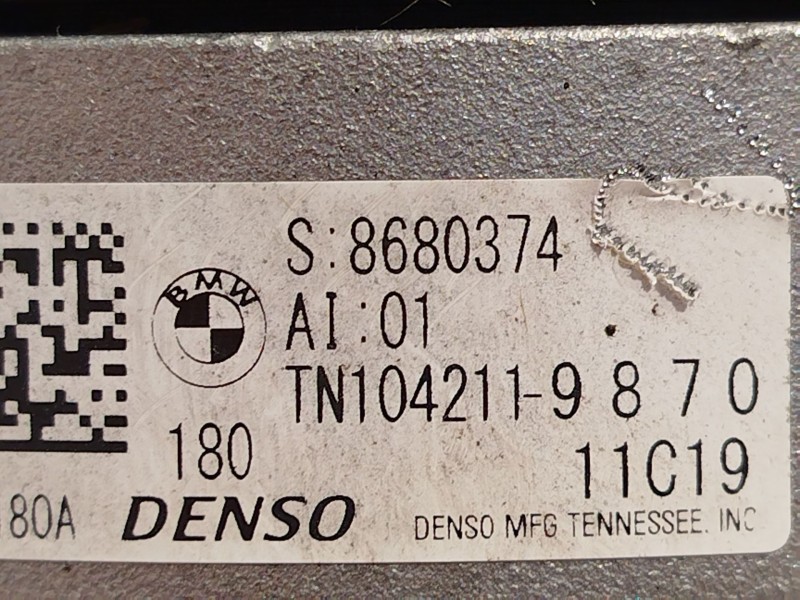 S:8680374
BMW
AI:01
TN104211-9870
180
11C19
80A
DENSO
DENSO MFG TENNESSEE. INC